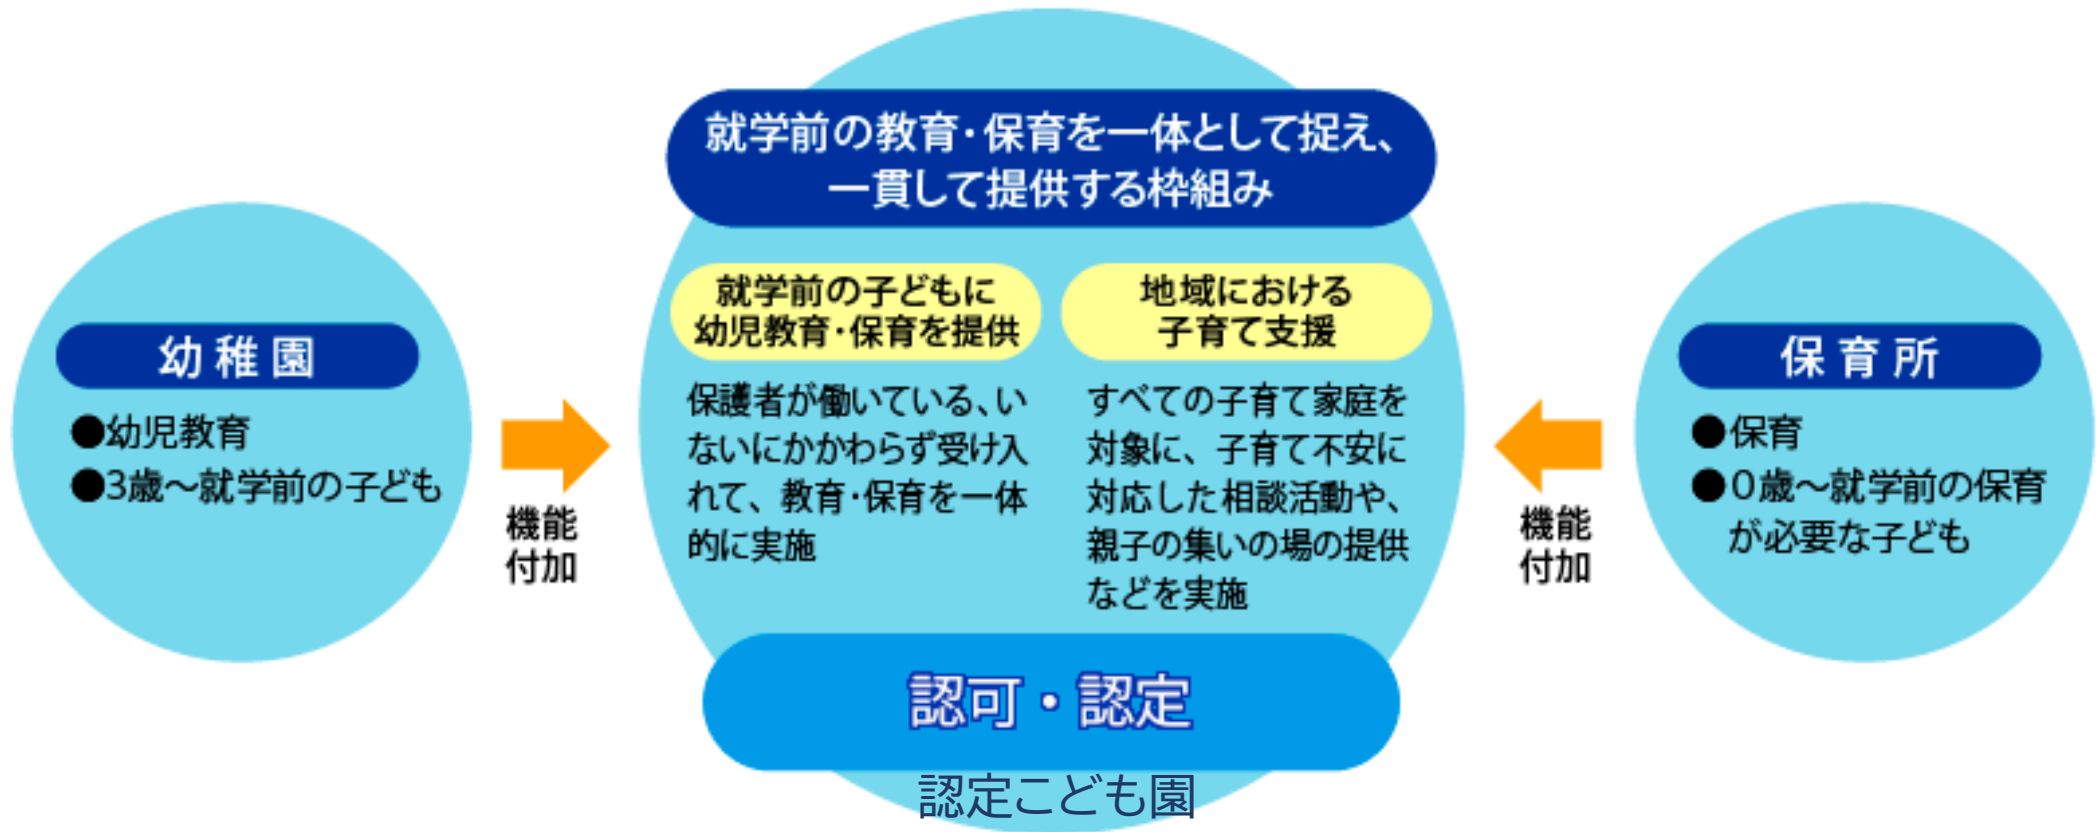 幼稚園
●幼児教育
●3歳～就学前の子ども
機能
付加
就学前の教育・保育を一体として捉え、
一貫して提供する枠組み
就学前の子どもに
幼児教育・保育を提供
保護者が働いている、い
ないにかかわらず受け入
れて、教育・保育を一体
的に実施
地域における
子育て支援
すべての子育て家庭を
対象に、子育て不安に
対応した相談活動や、
親子の集いの場の提供
などを実施
認可・認定
認定こども園
機能
付加
保育所
●保育
●0歳～就学前の保育
が必要な子ども